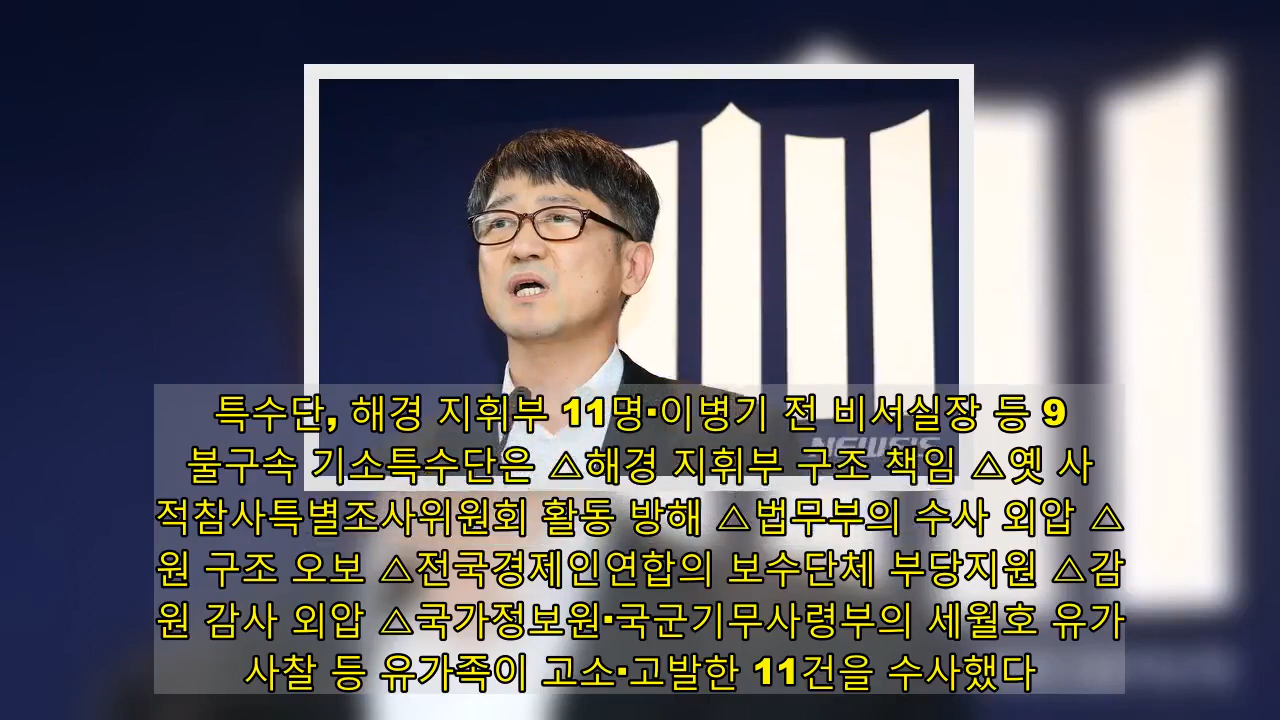 NEWSIS
특수단, 해경 지휘부 11명·이병기 전 비서실장 등 9
불구속 기소특수단은 △해경 지휘부 구조 책임 △옛 사
적참사특별조사위원회 활동 방해 △법무부의 수사 외압 △
원 구조 오보 △전국경제인연합의 보수단체 부당지원 △감
원 감사 외압 △국가정보원·국군기무사령부의 세월호 유가
사찰 등 유가족이 고소·고발한 11건을 수사했다